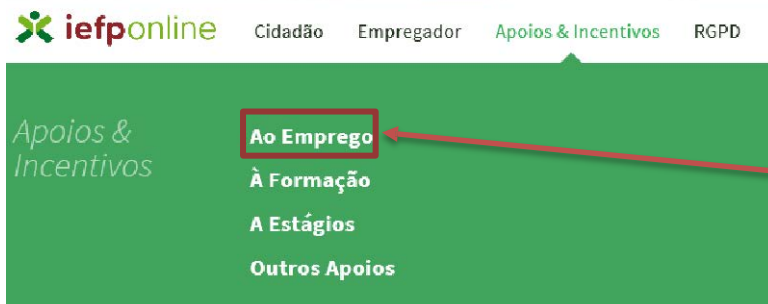 iefponline Cidadão Empregador Apoios & Incentivos RGPD
Apoios &
Incentivos
Ao Emprego
À Formação
A Estágios
Outros Apoios